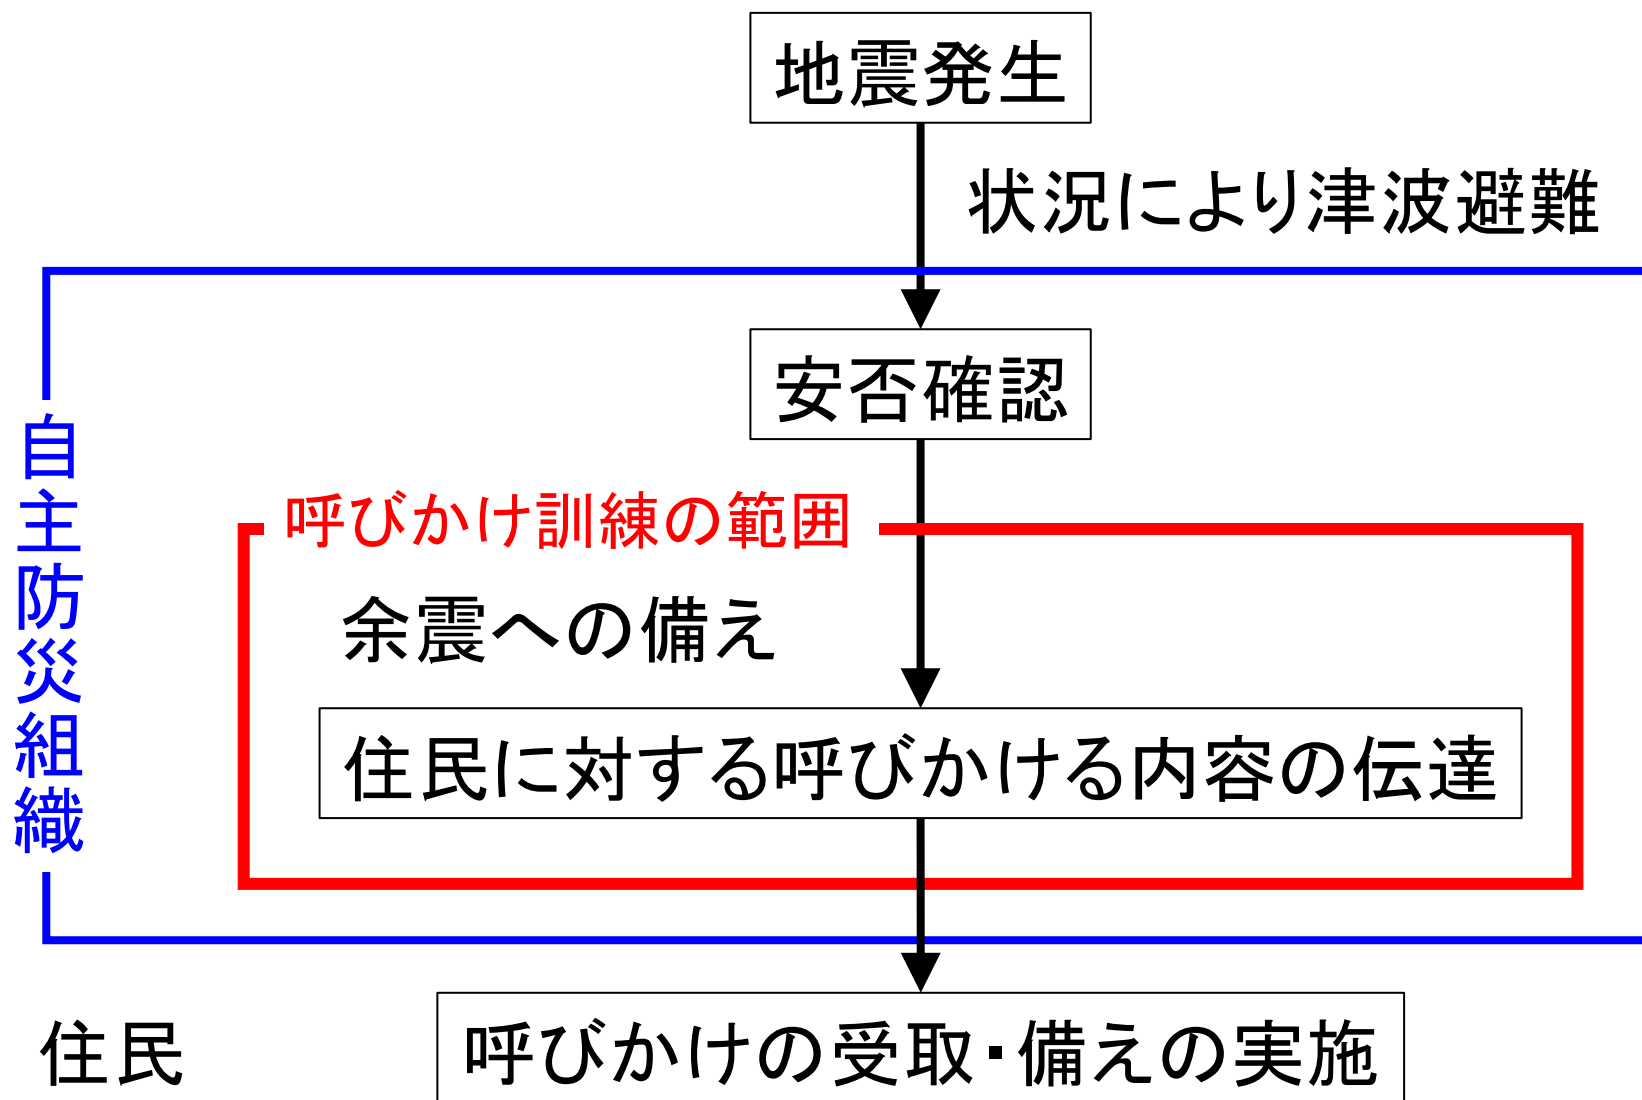 地震発生
状況により津波避難
安否確認
自主防災組織
呼びかけ訓練の範囲
余震への備え
住民に対する呼びかける内容の伝達
住民
呼びかけの受取・備えの実施